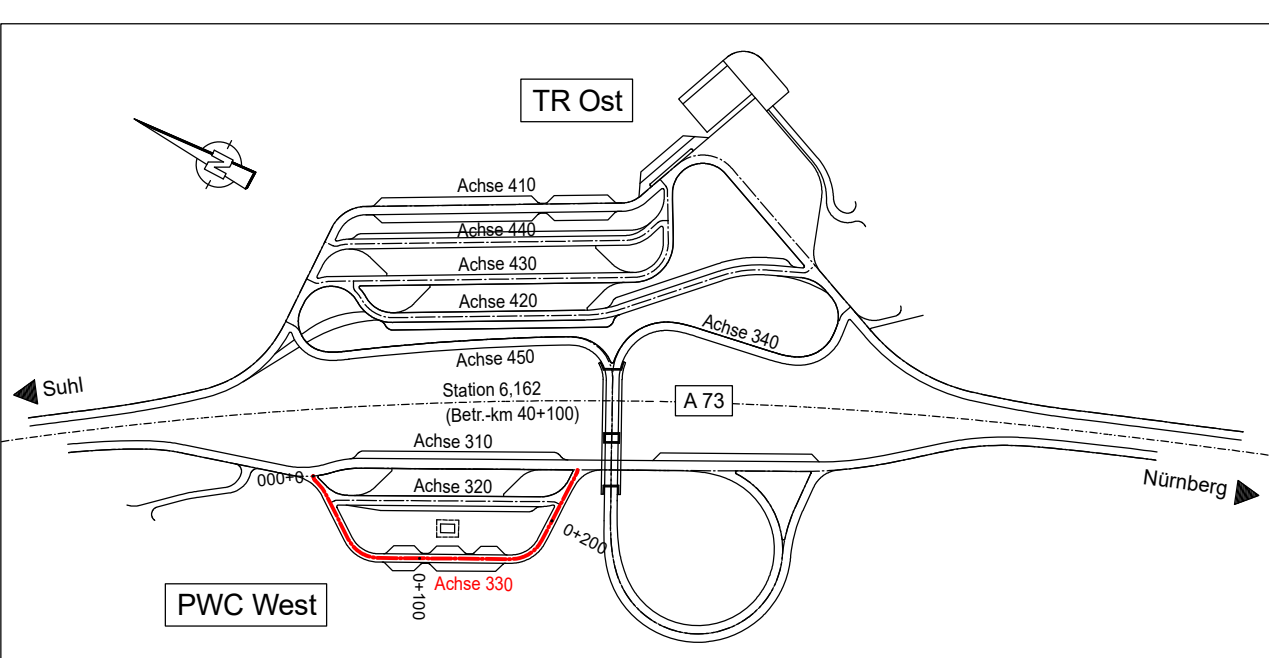 TR Ost
N
Achse 410
Achse 440
Achse 430
Achse 420
Achse 340
Achse 450
Suhl
Station 6,162
(Betr.-km 40+100)
A 73
Achse 310
0+000
Achse 320
Nürnberg
0+200
0+100
Achse 330
PWC West